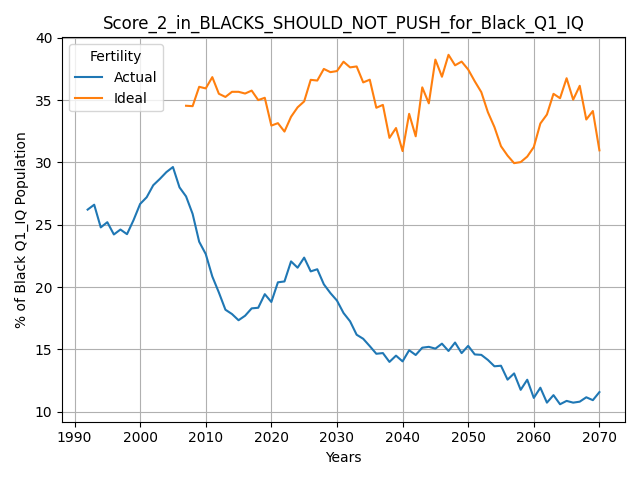 Score_2_in_BLACKS_SHOULD_NOT_PUSH_for_Black_Q1_IQ
Fertility
Actual
Ideal
% of Black Q1_IQ Population
40
35
30
25
20
15
10
1990 2000 2010 2020 2030 2040 2050 2060 2070
Years